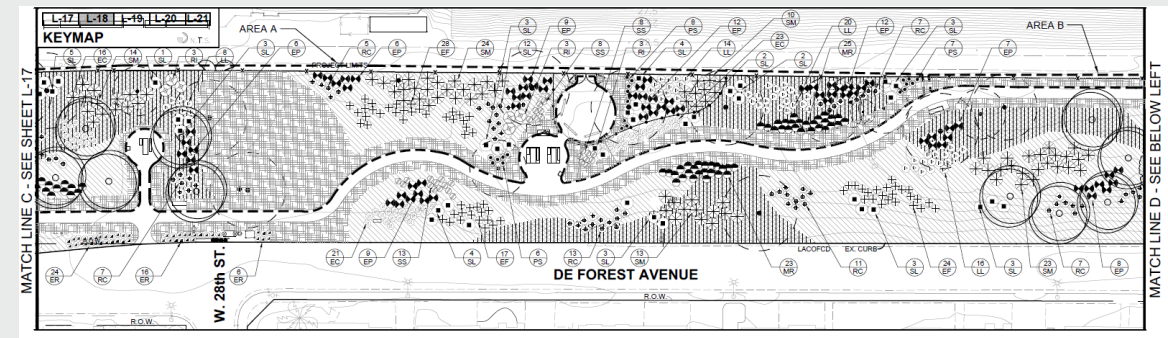 L-17 L-18 L-19 L-20 L-21
KEYMAP
N.T.S.
AREA A
AREA B
3 SL
9 EP
8 SS
8 PS
12 EP
10 SM
20 LL
12 EP
7 RC
3 SL
5 SL
16 EC
14 SM
1 SL
3 RI
8 LL
3 SL
6 EP
5 RC
6 EP
28 EF
24 SM
12 SL
3 RI
8 SS
3 RI
4 SL
14 LL
23 EC
2 SL
2 SL
25 MR
7 PS
7 EP
PROJECT LIMITS
MATCH LINE C - SEE SHEET L-17
MATCH LINE D - SEE BELOW LEFT
LACOFCD EX. CURB
24 ER
7 RC
16 ER
6 ER
W. 28th ST.
21 EC
9 EP
13 SS
4 SL
17 EF
6 PS
13 RC
3 SL
13 SM
DE FOREST AVENUE
23 MR
11 RC
3 SL
24 EF
16 LL
3 SL
23 SM
7 RC
8 EP
R.O.W.
R.O.W.